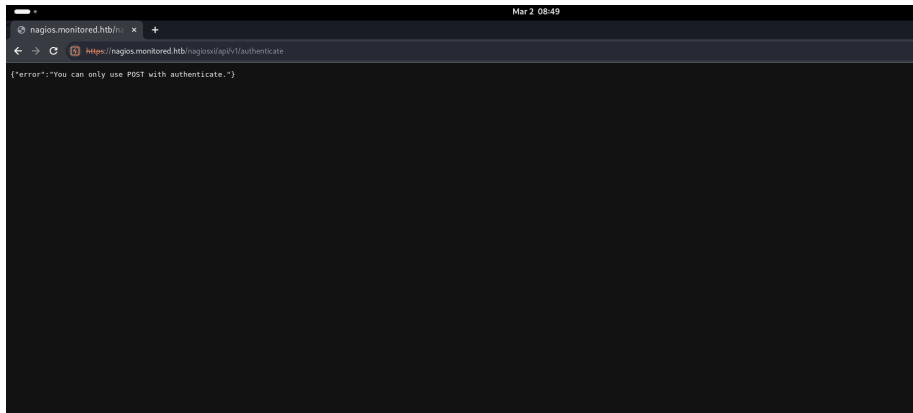 Mar 2 08:49
nagios.monitored.htb/na
https://nagios.monitored.htb/nagiosxi/api/v1/authenticate
{"error":"You can only use POST with authenticate."}